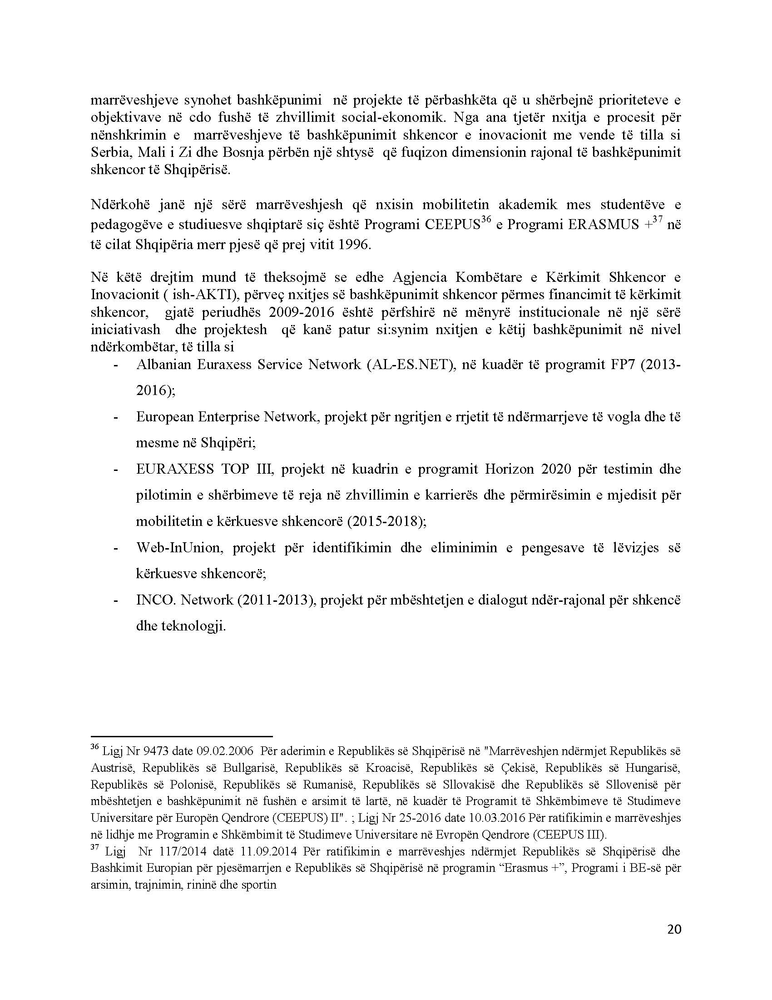 marrëveshjeve synohet bashkëpunimi në projekte të përbashkëta që u shërbejnë prioriteteve e
objektivave në cdo fushë të zhvillimit social-ekonomik. Nga ana tjetër nxitja e procesit për
nënshkrimin e marrëveshjeve të bashkëpunimit shkencor e inovacionit me vende të tilla si
Serbia, Mali i Zi dhe Bosnja përbën një shtysë që fuqizon dimensionin rajonal të bashkëpunimit
shkencor të Shqipërisë.
Ndërkohë janë një sërë marrëveshjesh që nxisin mobilitetin akademik mes studentëve e
pedagogëve e studiuesve shqiptarë siç është Programi CEEPUS36 e Programi ERASMUS +37 në
të cilat Shqipëria merr pjesë që prej vitit 1996.
Në këtë drejtim mund të theksojmë se edhe Agjencia Kombëtare e Kërkimit Shkencor e
Inovacionit ( ish-AKTI), përveç nxitjes së bashkëpunimit shkencor përmes financimit të kërkimit
shkencor, gjatë periudhës 2009-2016 është përfshirë në mënyrë institucionale në një sërë
iniciativash dhe projektesh që kanë patur si:synim nxitjen e këtij bashkëpunimit në nivel
ndërkombëtar, të tilla si
- Albanian Euraxess Service Network (AL-ES.NET), në kuadër të programit FP7 (2013-
2016);
- European Enterprise Network, projekt për ngritjen e rrjetit të ndërmarrjeve të vogla dhe të
mesme në Shqipëri;
- EURAXESS TOP III, projekt në kuadrin e programit Horizon 2020 për testimin dhe
pilotimin e shërbimeve të reja në zhvillimin e karrierës dhe përmirësimin e mjedisit për
mobilitetin e kërkuesve shkencorë (2015-2018);
- Web-InUnion, projekt për identifikimin dhe eliminimin e pengesave të lëvizjes së
kërkuesve shkencorë;
- INCO. Network (2011-2013), projekt për mbështetjen e dialogut ndër-rajonal për shkencë
dhe teknologji.
36 Ligj Nr 9473 date 09.02.2006 Për aderimin e Republikës së Shqipërisë në "Marrëveshjen ndërmjet Republikës së
Austrisë, Republikës së Bullgarisë, Republikës së Kroacisë, Republikës së Çekisë, Republikës së Hungarisë,
Republikës së Polonisë, Republikës së Rumanisë, Republikës së Sllovakisë dhe Republikës së Sllovenisë për
mbështetjen e bashkëpunimit në fushën e arsimit të lartë, në kuadër të Programit të Shkëmbimeve të Studimeve
Universitare për Europën Qendrore (CEEPUS) II". ; Ligj Nr 25-2016 date 10.03.2016 Për ratifikimin e marrëveshjes
në lidhje me Programin e Shkëmbimit të Studimeve Universitare në Evropën Qendrore (CEEPUS III).
37 Ligj Nr 117/2014 datë 11.09.2014 Për ratifikimin e marrëveshjes ndërmjet Republikës së Shqipërisë dhe
Bashkimit Europian për pjesëmarrjen e Republikës së Shqipërisë në programin “Erasmus +”, Programi i BE-së për
arsimin, trajnimin, rininë dhe sportin
20